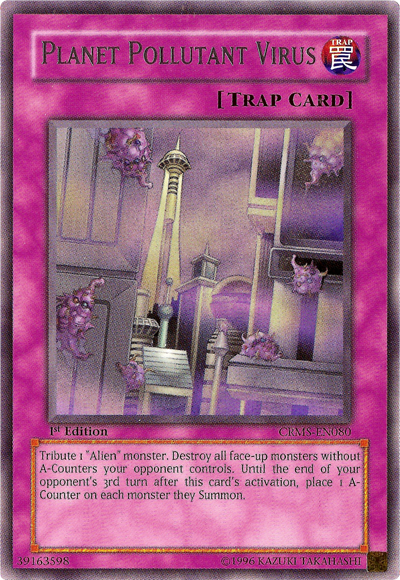 PLANET POLLUTANT VIRUS
TRAP
罠
[TRAP CARD]
1st Edition
CRMS-EN080
Tribute 1 "Alien" monster. Destroy all face-up monsters without
A-Counters your opponent controls. Until the end of your
opponent's 3rd turn after this card's activation, place 1 A-
Counter on each monster they Summon.
39163598
©1996 KAZUKI TAKAHASHI